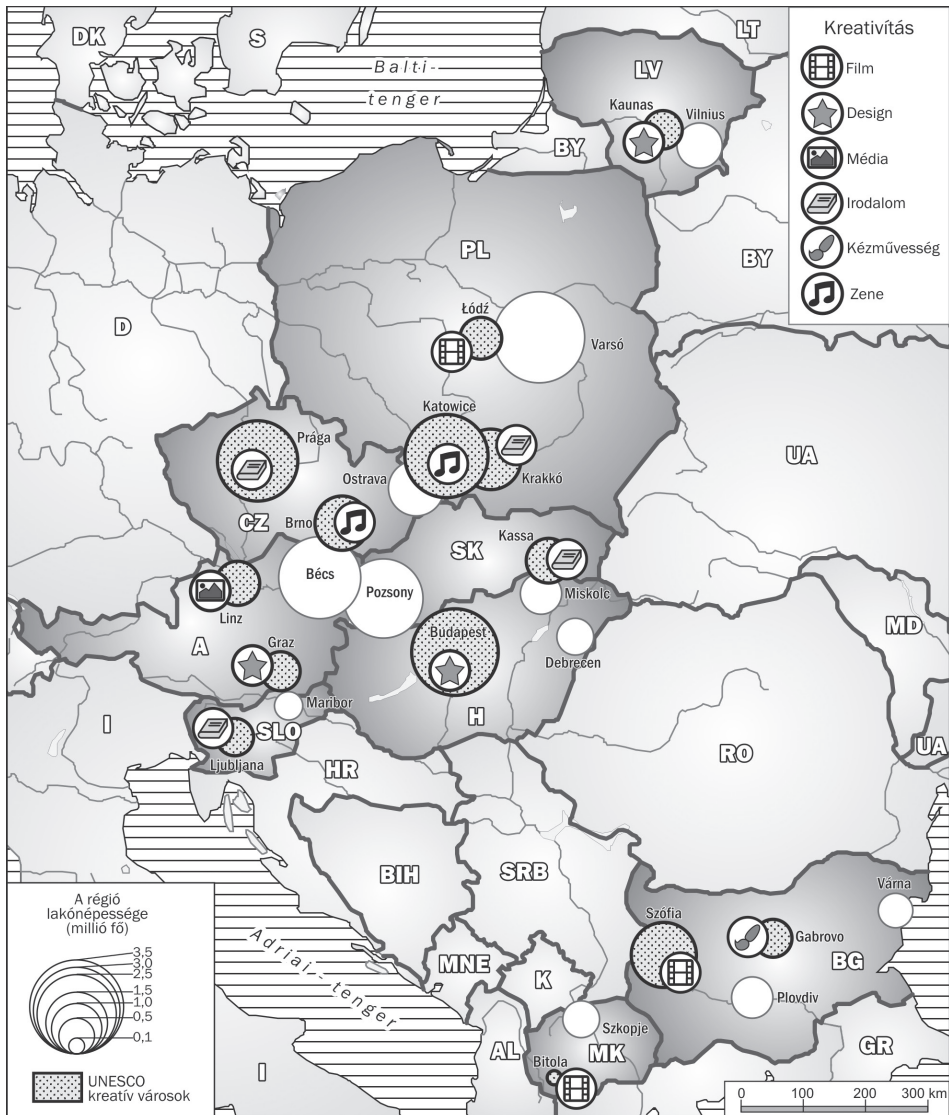 DK
S
LT
Balti-
tenger
LV
Kaunas
Vilnius
BY
Kreativitás
Film
Design
Média
Irodalom
Kézművesség
Zene
PL
BY
D
Łódź
Varsó
Katowice
Prága
Krakkó
Ostrava
UA
CZ
Brno
SK
Kassa
Bécs
Pozsony
Miskolc
Linz
Budapest
MD
A
Graz
Debrecen
Maribor
I
SLO
H
Ljubljana
HR
RO
UA
BIH
SRB
Várna
Szófia
Gabrovo
BG
Adriai-tenger
MNE
K
Plovdiv
Szkopje
AL
Bitola
MK
GR
I
A régió
lakónépessége
(millió fő)
3,5
3,0
2,5
1,5
1,0
0,5
0,1
UNESCO
kreatív városok
0 100 200 300 km